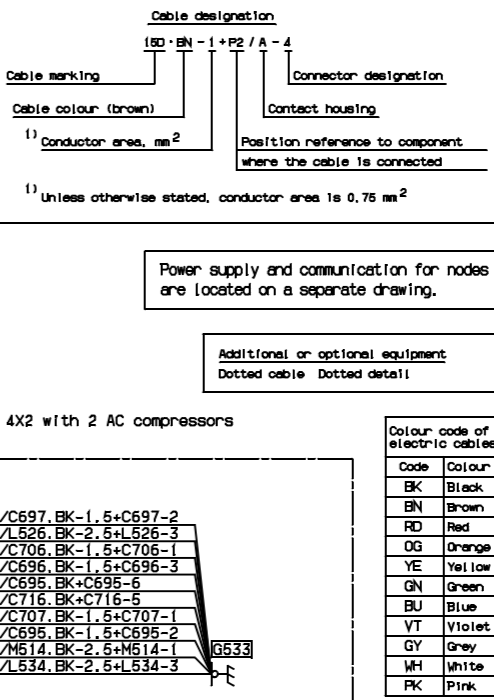 Cable designation
15D·BN-1+P2/A-4
Cable marking
Connector designation
Cable colour (brown)
Contact housing
1) Conductor area, mm2
Position reference to component
where the cable is connected
1) Unless otherwise stated, conductor area is 0,75 mm2
Power supply and communication for nodes
are located on a separate drawing.
Additional or optional equipment
Dotted cable Dotted detail
4X2 with 2 AC compressors
/C697.BK-1.5+C697-2
/L526.BK-2.5+L526-3
/C706.BK-1.5+C706-1
/C696.BK-1.5+C696-3
/C695.BK+C695-6
/C716.BK+C716-5
/C707.BK-1.5+C707-1
/C695.BK-1.5+C695-2
/M514.BK-2.5+M514-1
/L534.BK-2.5+L534-3
G533
Colour code of
electric cables
Code Colour
BK Black
BN Brown
RD Red
OG Orange
YE Yellow
GN Green
BU Blue
VT Violet
GY Grey
WH White
PK Pink